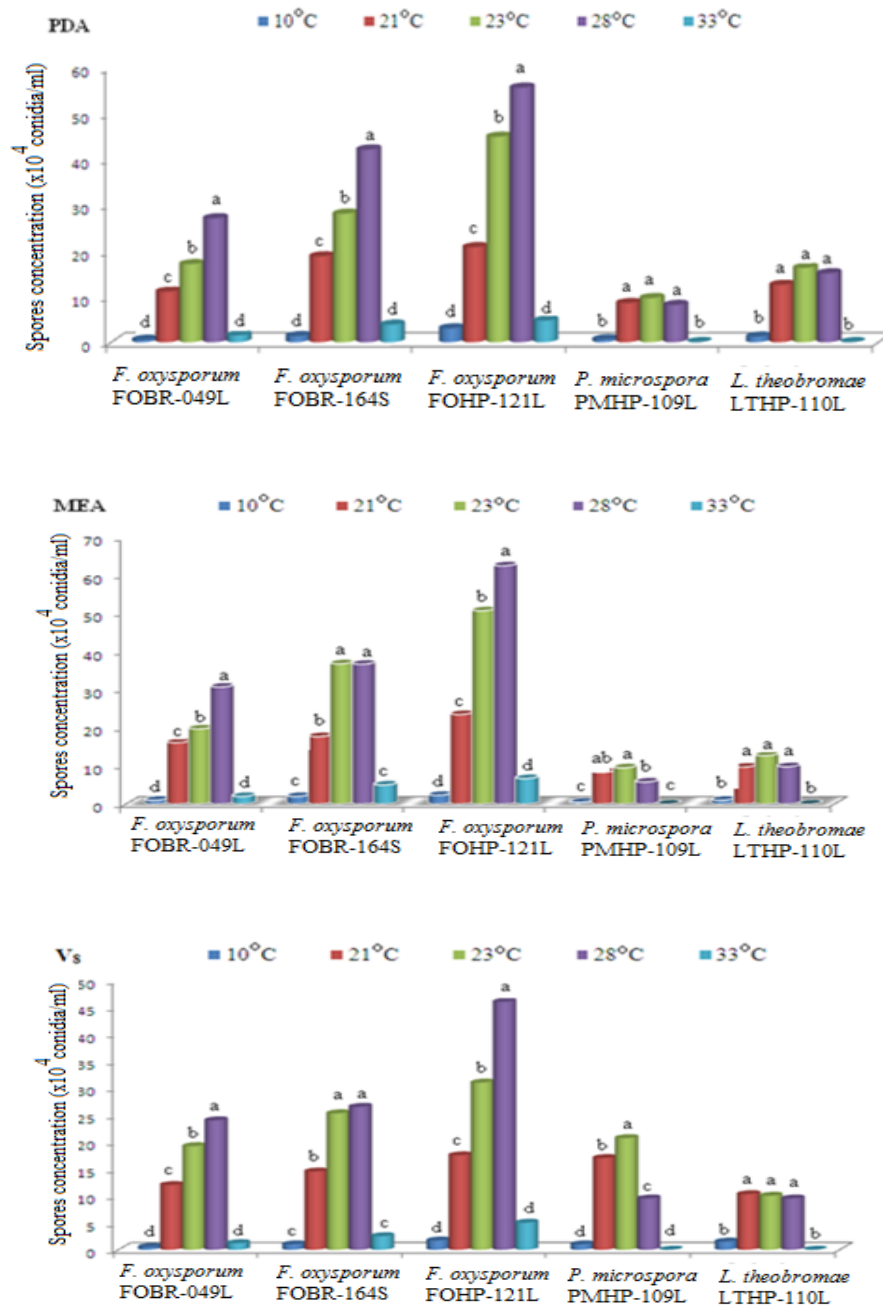 PDA 10°C 21°C 23°C 28°C 33°C
Spores concentration (x10⁴ conidia/ml)
60
50
40
30
20
10
0
d c b a d
d c b a d
d c b a d
b a a a b
b a a a b
F. oxysporum F. oxysporum F. oxysporum P. microspora L. theobromae
FOBR-049L FOBR-164S FOHP-121L PMHP-109L LTHP-110L
MEA 10°C 21°C 23°C 28°C 33°C
Spores concentration (x10⁴ conidia/ml)
70
60
50
40
30
20
10
0
d c b a d
c b a a c
d c b a d
c ab a b c
b a a a b
F. oxysporum F. oxysporum F. oxysporum P. microspora L. theobromae
FOBR-049L FOBR-164S FOHP-121L PMHP-109L LTHP-110L
V8 10°C 21°C 23°C 28°C 33°C
Spores concentration (x10⁴ conidia/ml)
50
45
40
35
30
25
20
15
10
5
0
d c b a d
c b a a c
d c b a d
d b a c d
b a a a b
F. oxysporum F. oxysporum F. oxysporum P. microspora L. theobromae
FOBR-049L FOBR-164S FOHP-121L PMHP-109L LTHP-110L